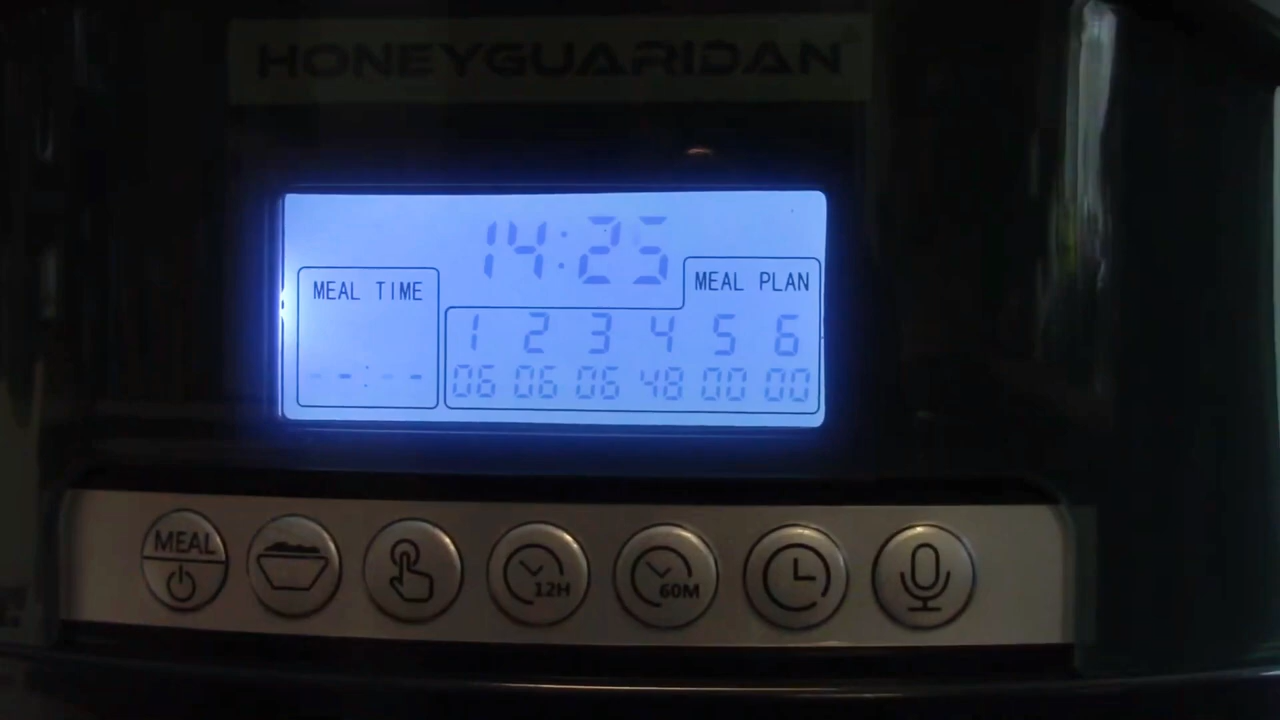 HONEYGUARIDAN
14:25
MEAL TIME
MEAL PLAN
1 2 3 4 5 6
--:-- 06 06 06 48 00 00
MEAL
12H
60M